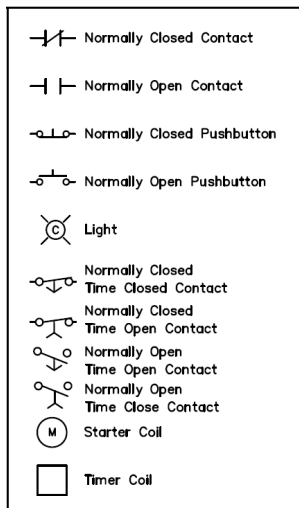 Normally Closed Contact
Normally Open Contact
Normally Closed Pushbutton
Normally Open Pushbutton
C
Light
Normally Closed
Time Closed Contact
Normally Closed
Time Open Contact
Normally Open
Time Open Contact
Normally Open
Time Close Contact
M
Starter Coil
Timer Coil